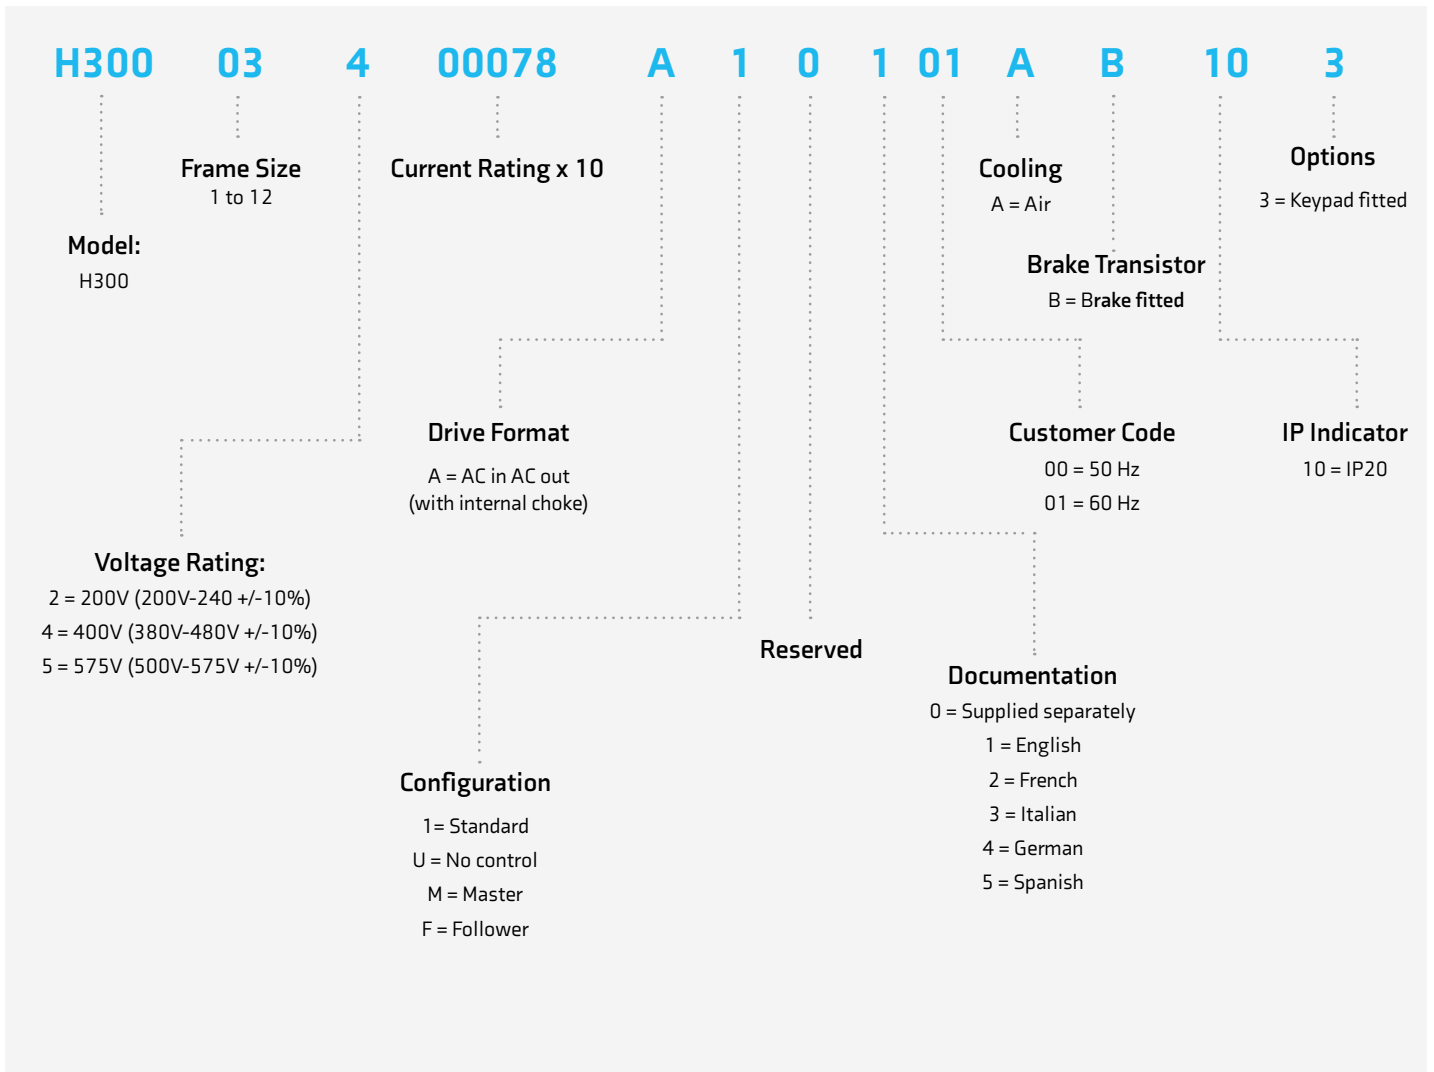 H300 03 4 00078 A 1 0 1 01 A B 10 3
Model:
H300
Frame Size
1 to 12
Voltage Rating:
2 = 200V (200V-240 +/-10%)
4 = 400V (380V-480V +/-10%)
5 = 575V (500V-575V +/-10%)
Current Rating x 10
Drive Format
A = AC in AC out
(with internal choke)
Configuration
1= Standard
U = No control
M = Master
F = Follower
Reserved
Documentation
0 = Supplied separately
1 = English
2 = French
3 = Italian
4 = German
5 = Spanish
Customer Code
00 = 50 Hz
01 = 60 Hz
Cooling
A = Air
Brake Transistor
B = Brake fitted
IP Indicator
10 = IP20
Options
3 = Keypad fitted